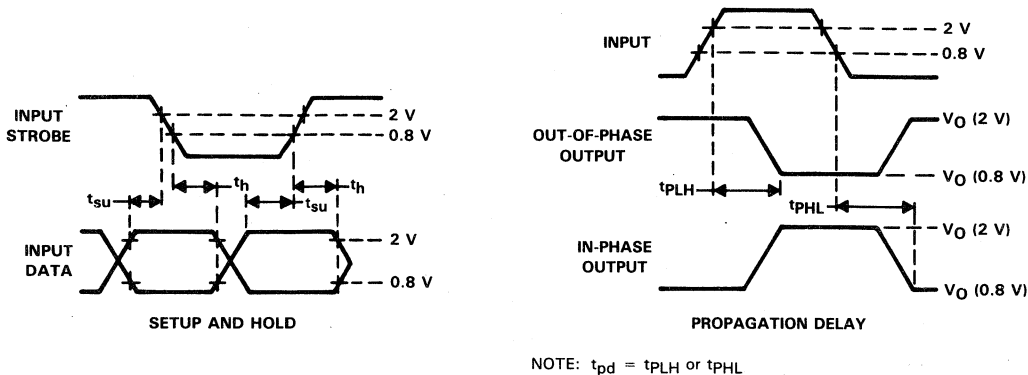 INPUT
STROBE
2 V
0.8 V
tsu
th
tsu
th
INPUT
DATA
2 V
0.8 V
SETUP AND HOLD
INPUT
2 V
0.8 V
OUT-OF-PHASE
OUTPUT
VO (2 V)
VO (0.8 V)
tPLH
tPHL
IN-PHASE
OUTPUT
VO (2 V)
VO (0.8 V)
PROPAGATION DELAY
NOTE: tpd = tPLH or tPHL